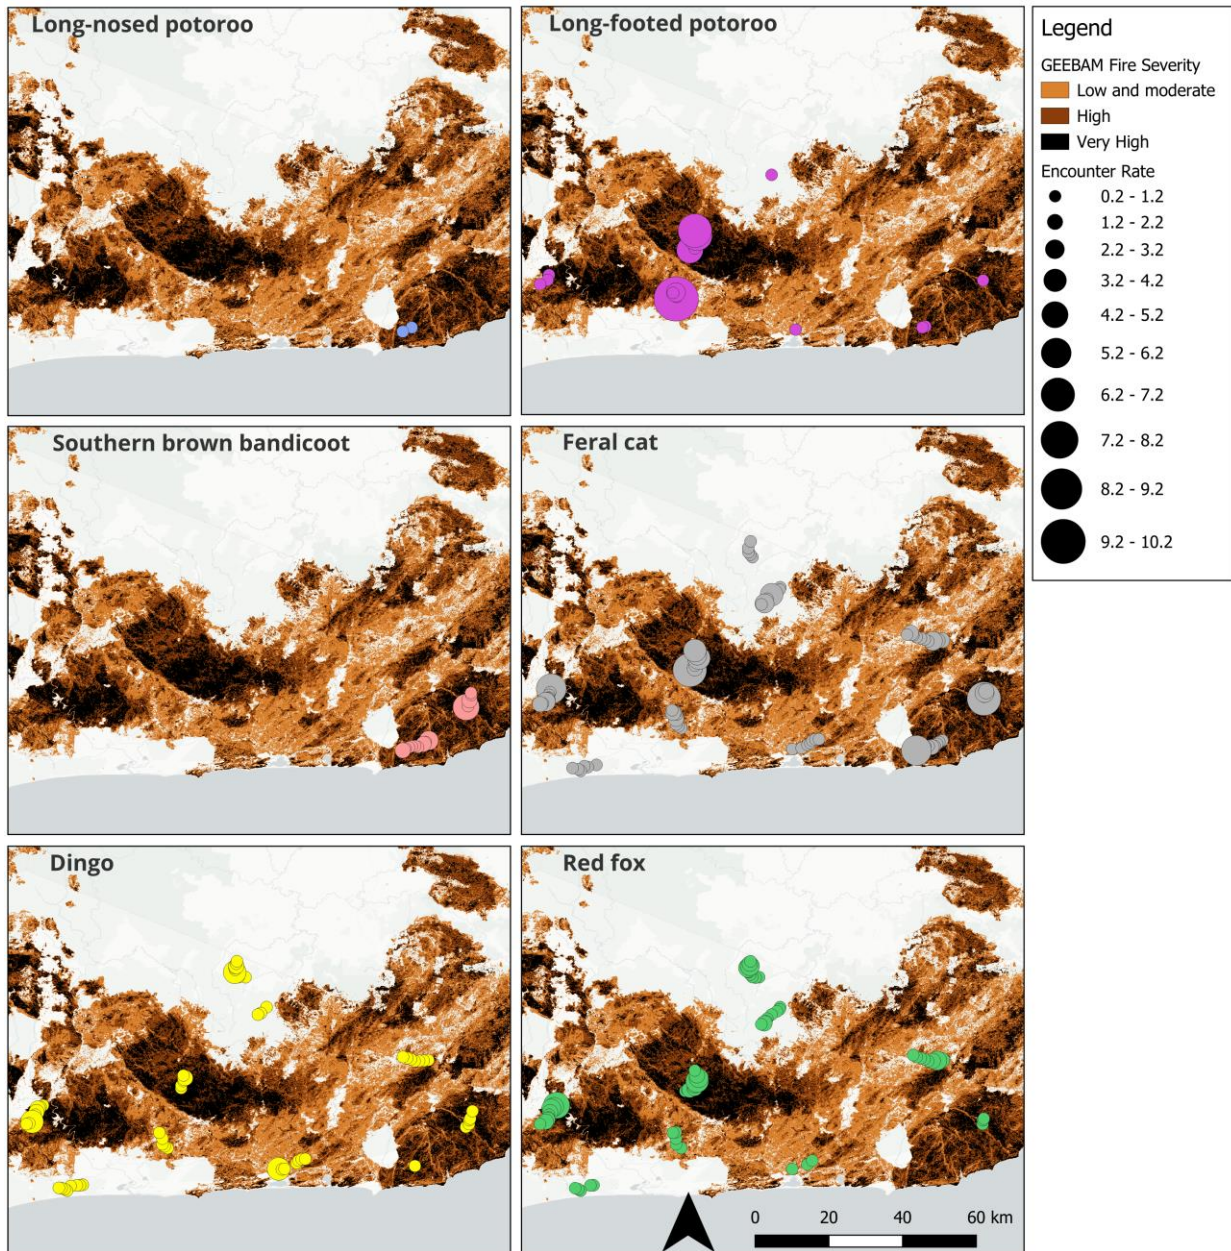 Long-nosed potoroo
Long-footed potoroo
Legend
GEEBAM Fire Severity
Low and moderate
High
Very High
Encounter Rate
0.2 - 1.2
1.2 - 2.2
2.2 - 3.2
3.2 - 4.2
4.2 - 5.2
5.2 - 6.2
6.2 - 7.2
7.2 - 8.2
8.2 - 9.2
9.2 - 10.2
Southern brown bandicoot
Feral cat
Dingo
Red fox
0 20 40 60 km